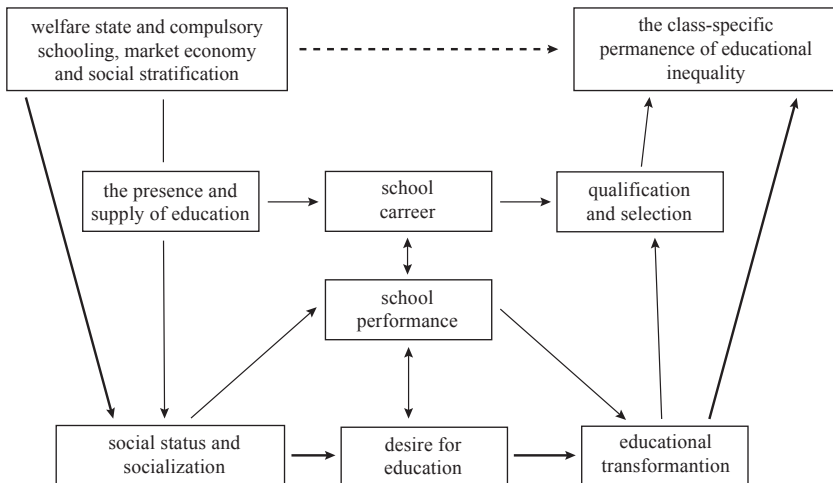 welfare state and compulsory
schooling, market economy
and social stratification
the class-specific
permanence of educational
inequality
the presence and
supply of education
school
carreer
qualification
and selection
school
performance
social status and
socialization
desire for
education
educational
transformantion